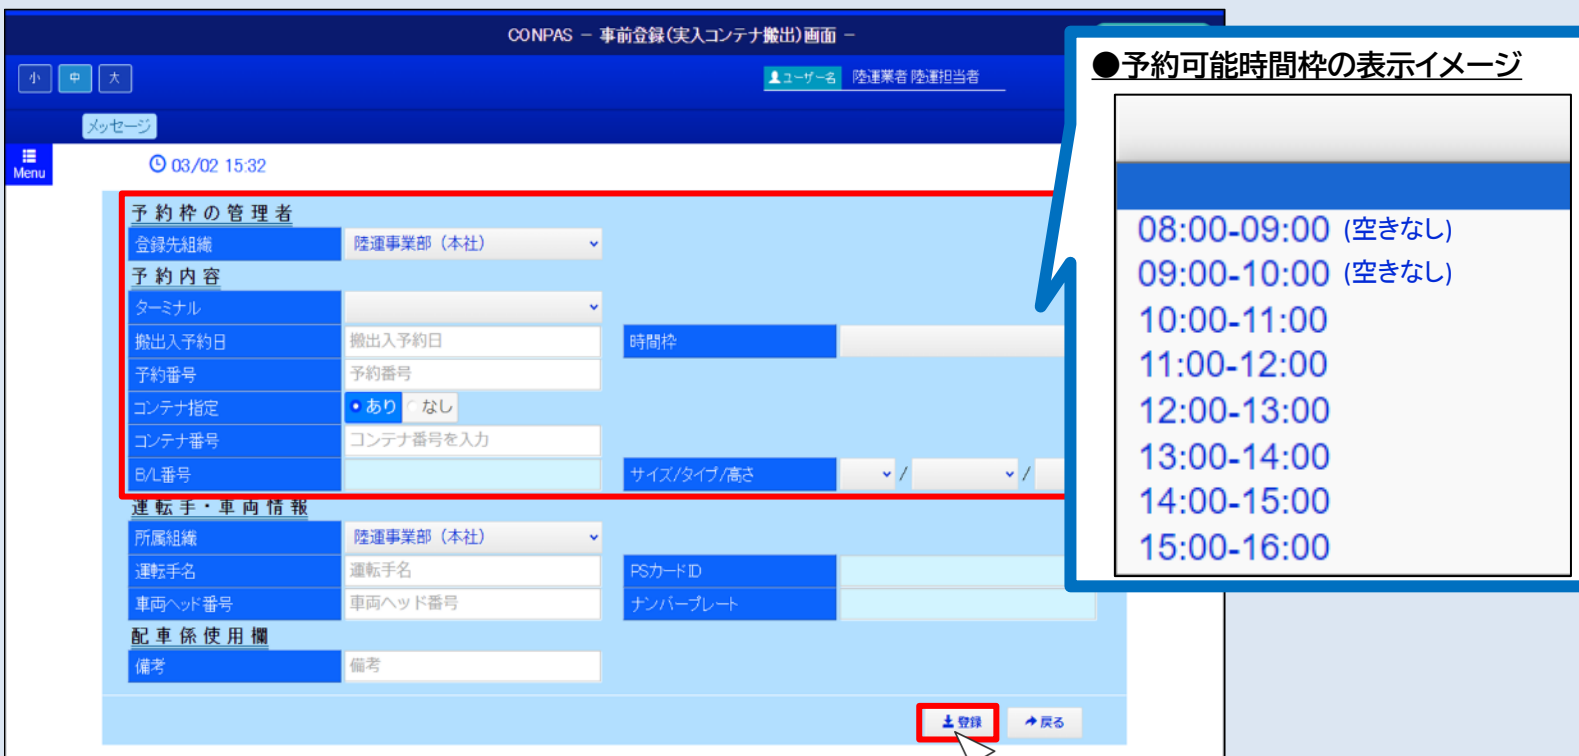 CONPAS － 事前登録(実入コンテナ搬出)画面 －
小 中 大
ユーザー名 陸運業者 陸運担当者
メッセージ
Menu
03/02 15:32
予約枠の管理者
登録先組織 陸運事業部（本社）
予約内容
ターミナル
搬出入予約日 搬出入予約日 時間枠
予約番号 予約番号
コンテナ指定 あり なし
コンテナ番号 コンテナ番号を入力
B/L番号 サイズ/タイプ/高さ / /
運転手・車両情報
所属組織 陸運事業部（本社）
運転手名 運転手名 PSカードID
車両ヘッド番号 車両ヘッド番号 ナンバープレート
配車係使用欄
備考 備考
登録 戻る
●予約可能時間枠の表示イメージ
08:00-09:00 (空きなし)
09:00-10:00 (空きなし)
10:00-11:00
11:00-12:00
12:00-13:00
13:00-14:00
14:00-15:00
15:00-16:00